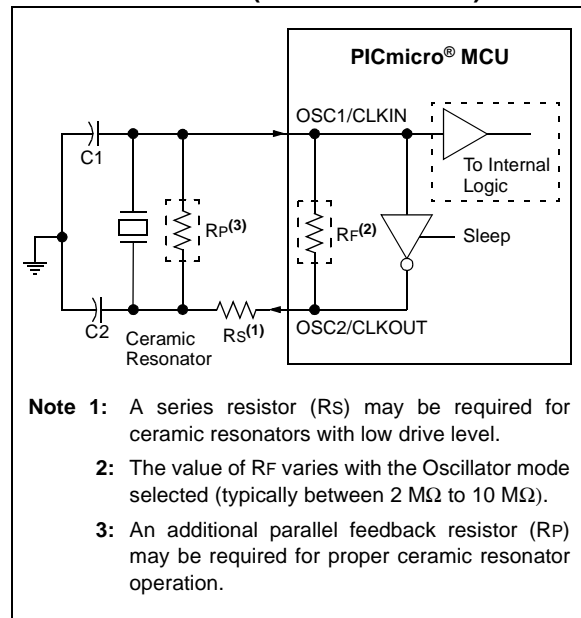 PICmicro® MCU
OSC1/CLKIN
C1
To Internal
Logic
RP(3)
RF(2)
Sleep
C2
Ceramic
Resonator
RS(1)
OSC2/CLKOUT
Note 1: A series resistor (RS) may be required for
ceramic resonators with low drive level.
2: The value of RF varies with the Oscillator mode
selected (typically between 2 MΩ to 10 MΩ).
3: An additional parallel feedback resistor (RP)
may be required for proper ceramic resonator
operation.